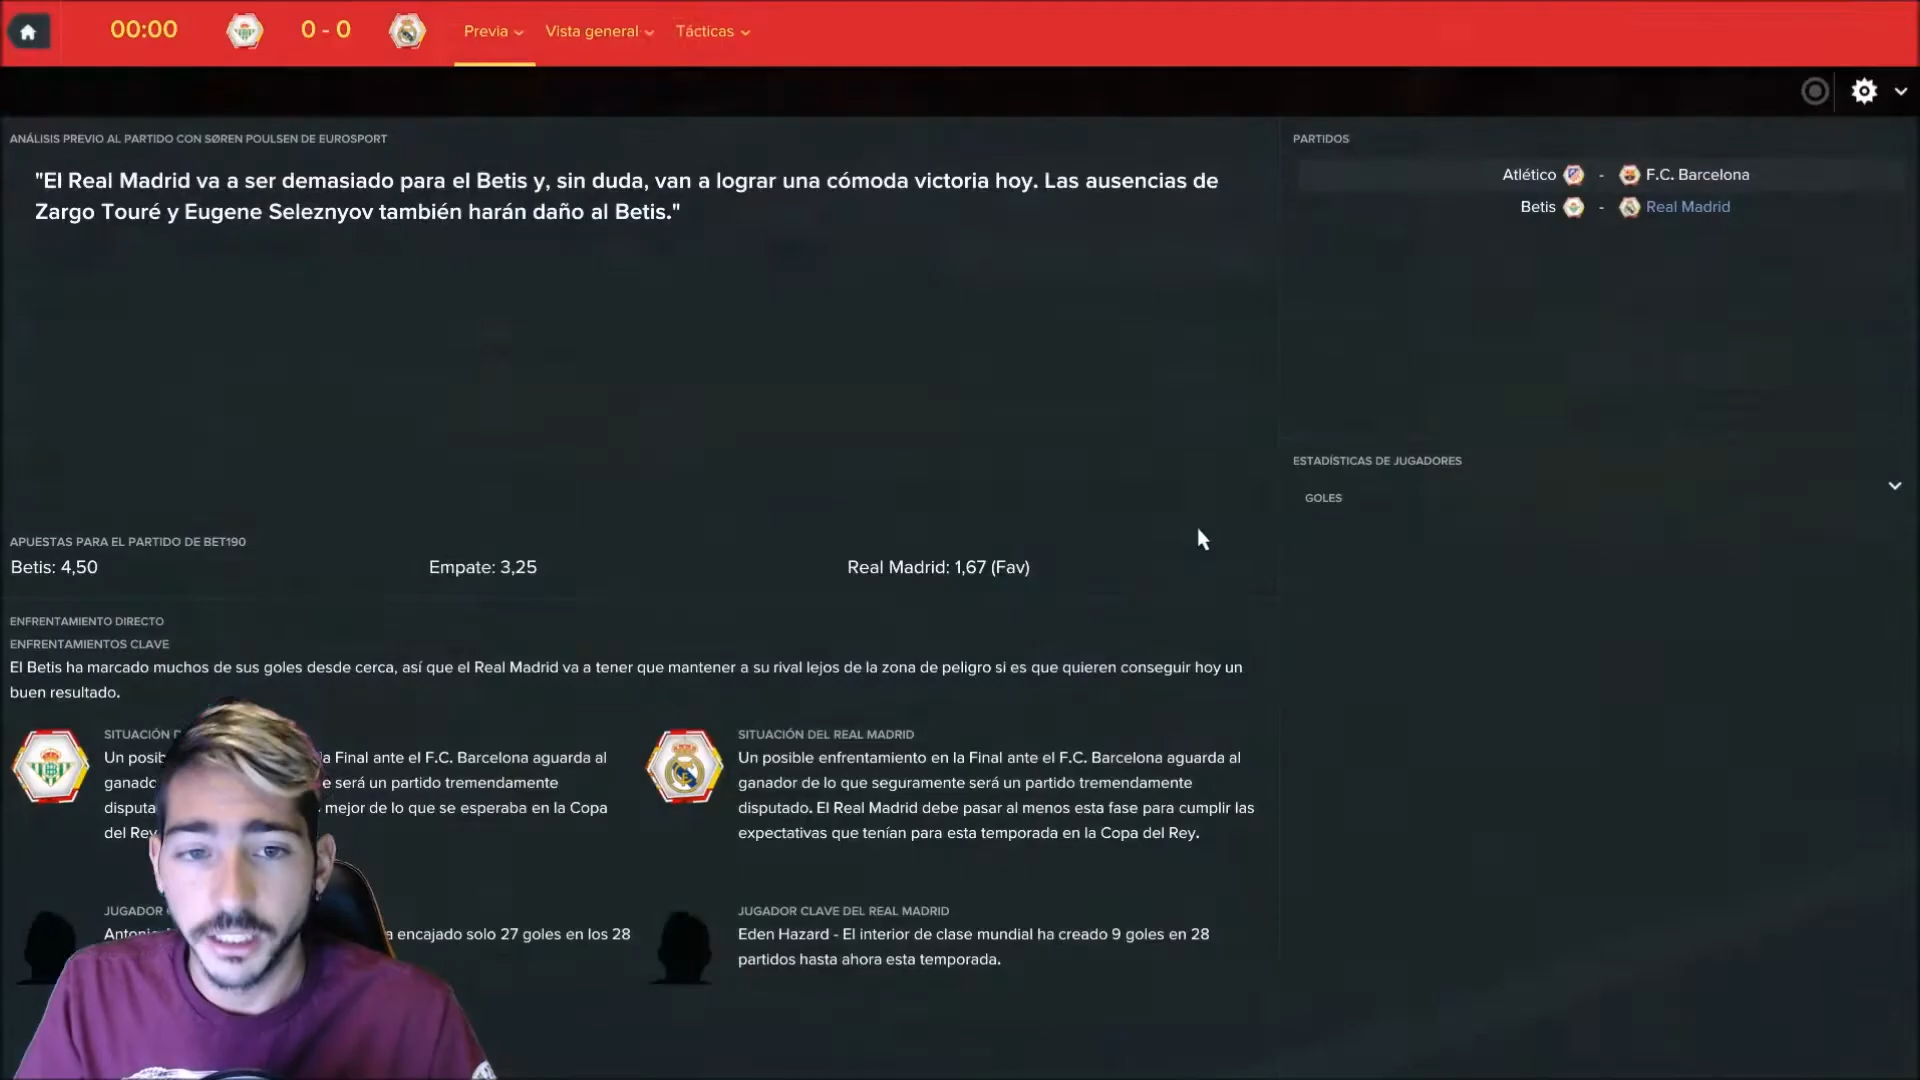 00:00
0 - 0
Previa
Vista general
Tácticas
ANÁLISIS PREVIO AL PARTIDO CON SØREN POULSEN DE EUROSPORT
"El Real Madrid va a ser demasiado para el Betis y, sin duda, van a lograr una cómoda victoria hoy. Las ausencias de
Zargo Touré y Eugene Seleznyov también harán daño al Betis."
PARTIDOS
Atlético - F.C. Barcelona
Betis - Real Madrid
ESTADÍSTICAS DE JUGADORES
GOLES
APUESTAS PARA EL PARTIDO DE BET190
Betis: 4,50
Empate: 3,25
Real Madrid: 1,67 (Fav)
ENFRENTAMIENTO DIRECTO
ENFRENTAMIENTOS CLAVE
El Betis ha marcado muchos de sus goles desde cerca, así que el Real Madrid va a tener que mantener a su rival lejos de la zona de peligro si es que quieren conseguir hoy un
buen resultado.
SITUACIÓN
Un la Final ante el F.C. Barcelona aguarda al
será un partido tremendamente
mejor de lo que se esperaba en la Copa
del Rey
SITUACIÓN DEL REAL MADRID
Un posible enfrentamiento en la Final ante el F.C. Barcelona aguarda al
ganador de lo que seguramente será un partido tremendamente
disputado. El Real Madrid debe pasar al menos esta fase para cumplir las
expectativas que tenían para esta temporada en la Copa del Rey.
JUGADOR
encajado solo 27 goles en los 28
JUGADOR CLAVE DEL REAL MADRID
Eden Hazard - El interior de clase mundial ha creado 9 goles en 28
partidos hasta ahora esta temporada.